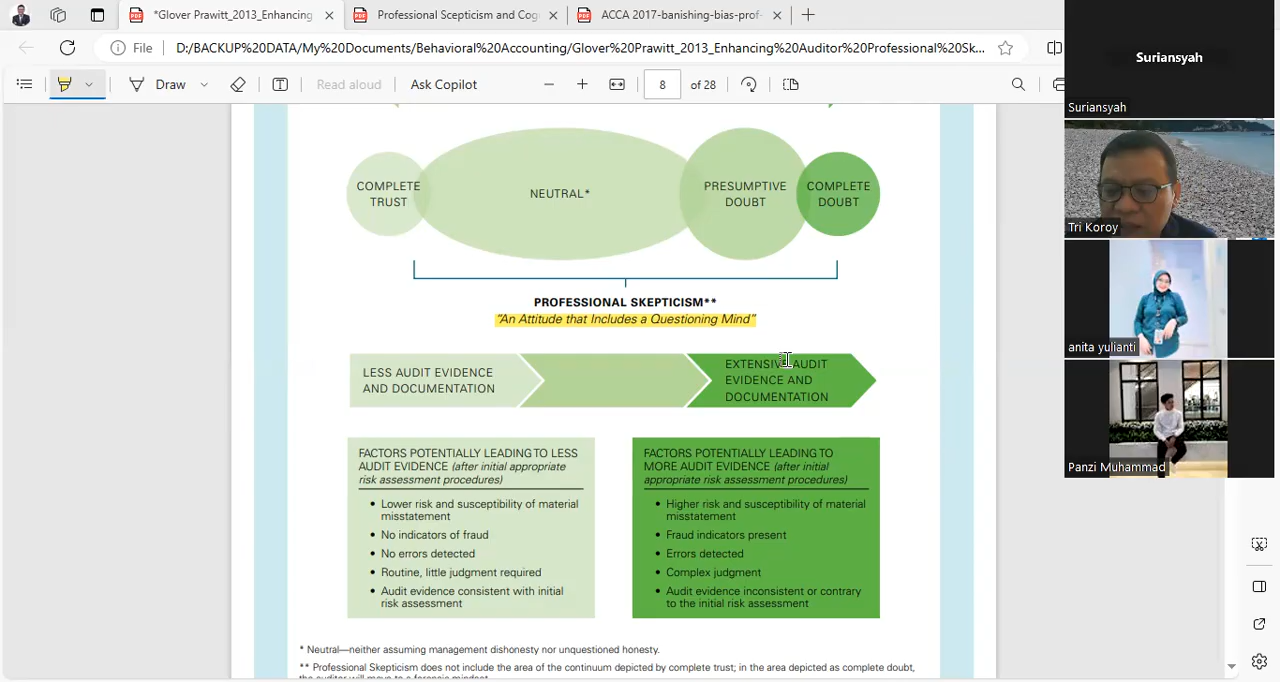 *Glover Prawitt_2013_Enhancing
Professional Scepticism and Cog
ACCA 2017-banishing-bias-prof-
File
D:/BACKUP%20DATA/My%20Documents/Behavioral%20Accounting/Glover%20Prawitt_2013_Enhancing%20Auditor%20Professional%20Sk...
Draw
Read aloud
Ask Copilot
8
of 28
COMPLETE
TRUST
NEUTRAL*
PRESUMPTIVE
DOUBT
COMPLETE
DOUBT
PROFESSIONAL SKEPTICISM**
"An Attitude that Includes a Questioning Mind"
LESS AUDIT EVIDENCE
AND DOCUMENTATION
EXTENSIVE AUDIT
EVIDENCE AND
DOCUMENTATION
FACTORS POTENTIALLY LEADING TO LESS
AUDIT EVIDENCE (after initial appropriate
risk assessment procedures)
• Lower risk and susceptibility of material
misstatement
• No indicators of fraud
• No errors detected
• Routine, little judgment required
• Audit evidence consistent with initial
risk assessment
FACTORS POTENTIALLY LEADING TO
MORE AUDIT EVIDENCE (after initial
appropriate risk assessment procedures)
• Higher risk and susceptibility of material
misstatement
• Fraud indicators present
• Errors detected
• Complex judgment
• Audit evidence inconsistent or contrary
to the initial risk assessment
* Neutral—neither assuming management dishonesty nor unquestioned honesty.
** Professional Skepticism does not include the area of the continuum depicted by complete trust; in the area depicted as complete doubt,
the auditor will move to a forensic mindset.
Suriansyah
Suriansyah
Tri Koroy
anita yulianti
Panzi Muhammad